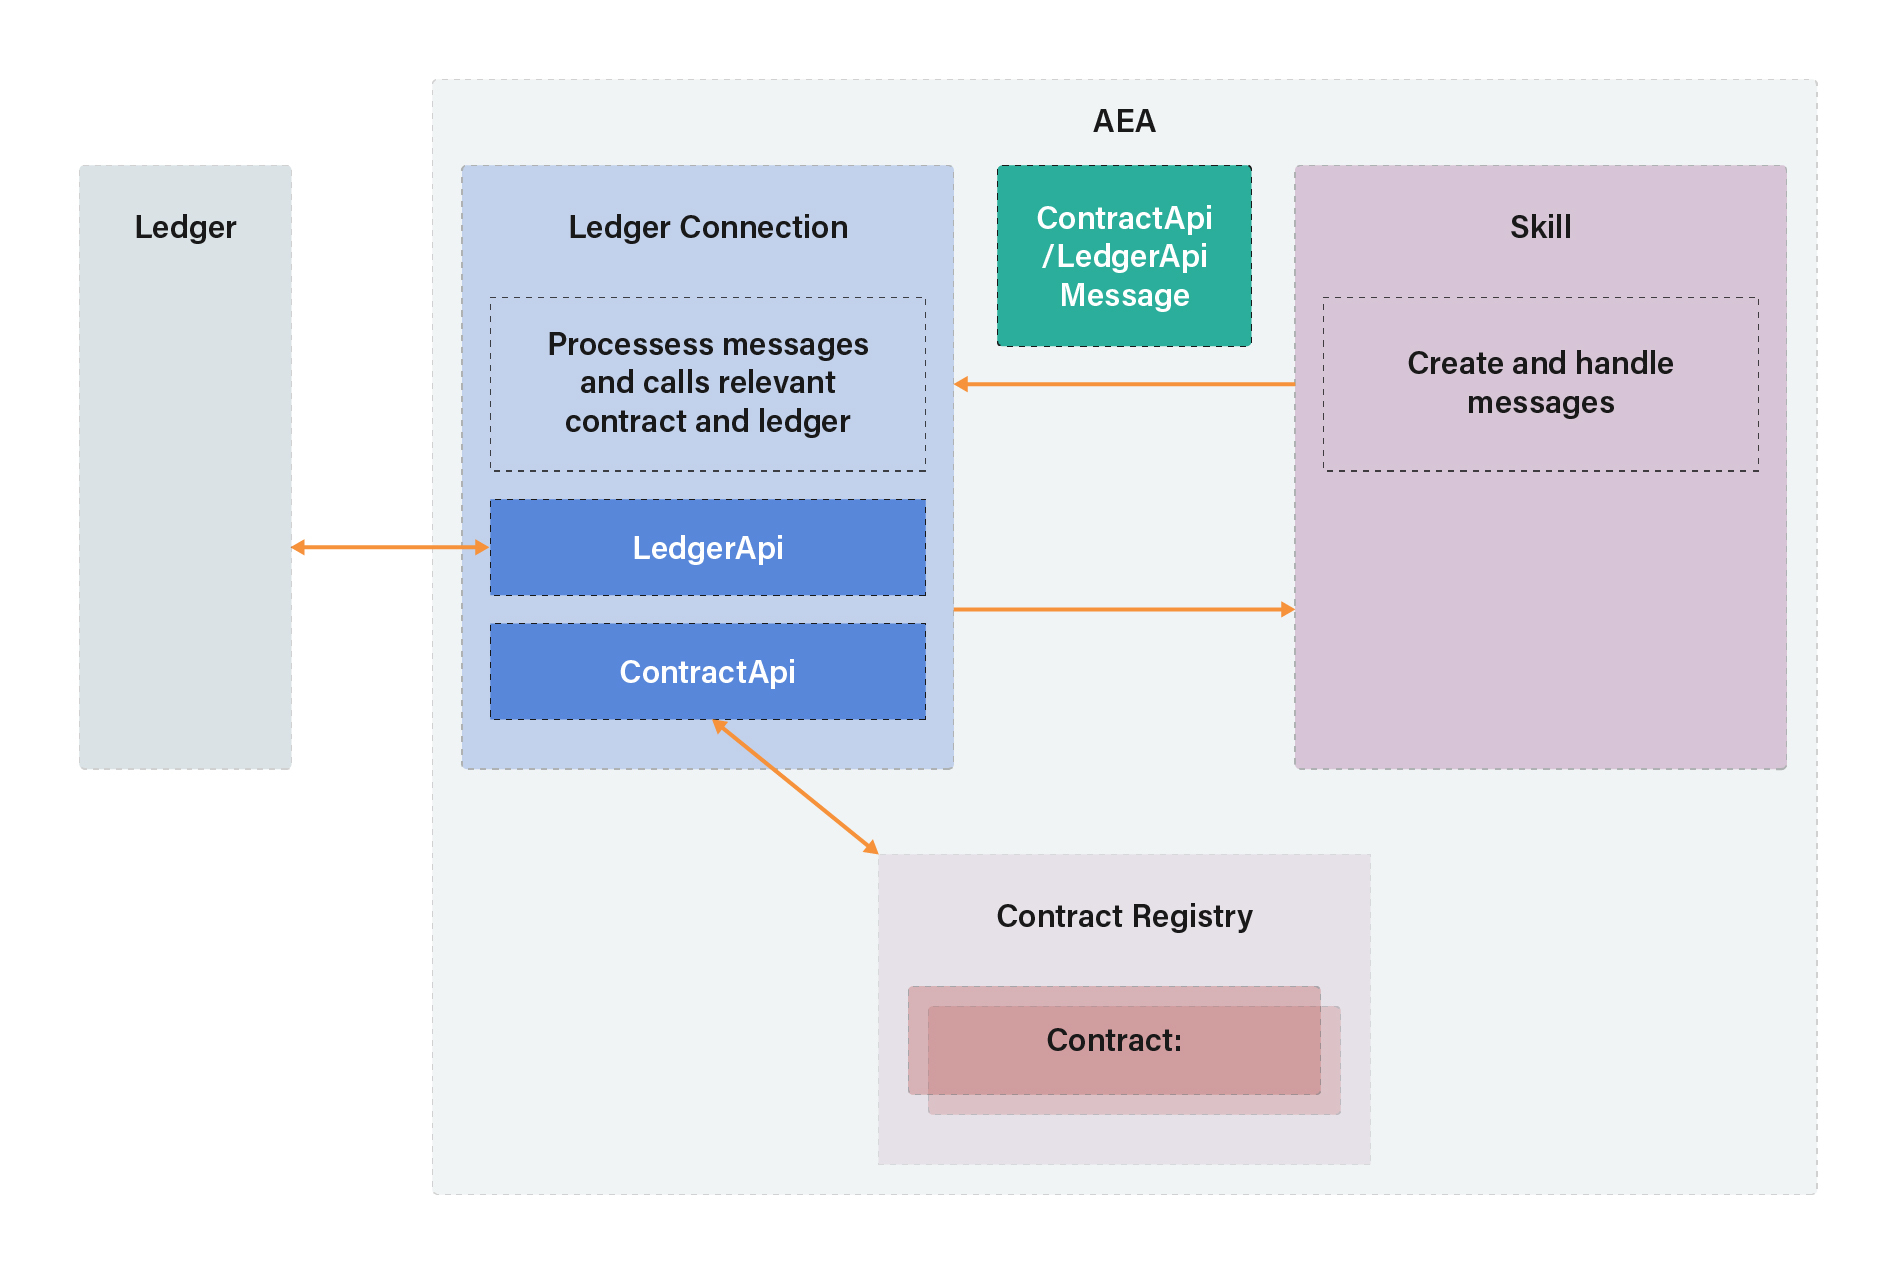 AEA
Ledger
Ledger Connection
Processess messages
and calls relevant
contract and ledger
LedgerApi
ContractApi
ContractApi
/LedgerApi
Message
Skill
Create and handle
messages
Contract Registry
Contract: